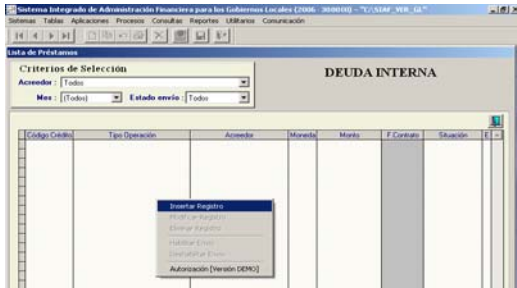 Sistema Integrado de Administración Financiera para los Gobiernos Locales (2006 - 300000) - "C:\SIAF_VER_GL"
Sistemas Tablas Aplicaciones Procesos Consultas Reportes Utilitarios Comunicación
Lista de Préstamos
Criterios de Selección
Acreedor : Todos
Mes : (Todos) Estado envío : Todos
DEUDA INTERNA
Código Crédito Tipo Operación Acreedor Moneda Monto F.Contrato Situación E
Insertar Registro
Modificar Registro
Eliminar Registro
Habilitar Envío
Deshabilitar Envío
Autorización [Versión DEMO]